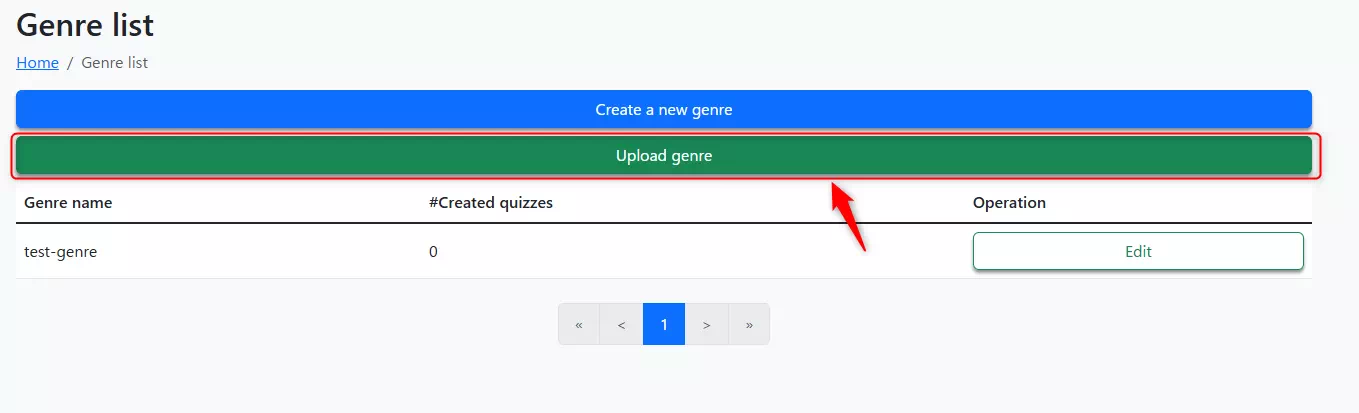 Genre list
Home / Genre list
Create a new genre
Upload genre
Genre name #Created quizzes Operation
test-genre 0 Edit
« < 1 > »